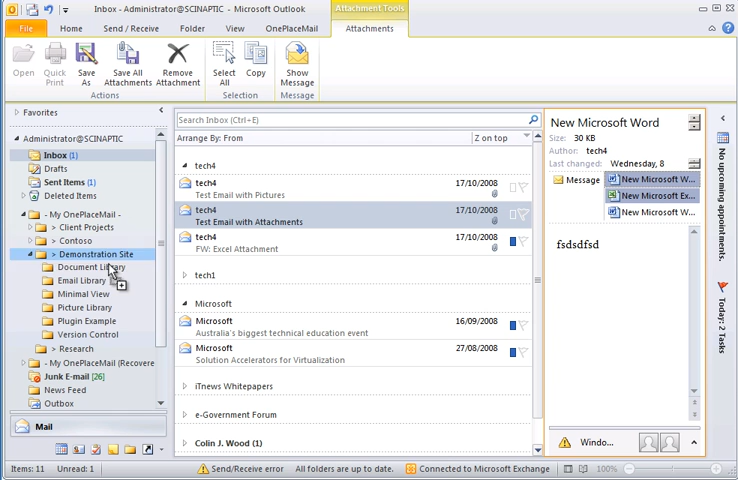 Inbox - Administrator@SCINAPTIC - Microsoft Outlook
Attachment Tools
File
Home
Send / Receive
Folder
View
OnePlaceMail
Attachments
Open
Quick Print
Save As
Save All Attachments
Remove Attachment
Select All
Copy
Show Message
Actions
Selection
Message
Favorites
Administrator@SCINAPTIC
Inbox (1)
Drafts
Sent Items (1)
Deleted Items
- My OnePlaceMail -
> Client Projects
> Contoso
> Demonstration Site
Document Library
Email Library
Minimal View
Picture Library
Plugin Example
Version Control
> Research
- My OnePlaceMail (Recovere
Junk E-mail [26]
News Feed
Outbox
Mail
Search Inbox (Ctrl+E)
Arrange By: From
Z on top
tech4
tech4 17/10/2008
Test Email with Pictures
tech4 17/10/2008
Test Email with Attachments
tech4 17/10/2008
FW: Excel Attachment
tech1
Microsoft
Microsoft 16/09/2008
Australia's biggest technical education event
Microsoft 27/08/2008
Solution Accelerators for Virtualization
iTnews Whitepapers
e-Government Forum
Colin J. Wood (1)
New Microsoft Word
Size: 30 KB
Author: tech4
Last changed: Wednesday, 8
Message
New Microsoft W...
New Microsoft Ex...
New Microsoft W...
fsdsdfsd
Windo...
No upcoming appointments.
Today: 2 Tasks
Items: 11 Unread: 1
Send/Receive error
All folders are up to date.
Connected to Microsoft Exchange
100%